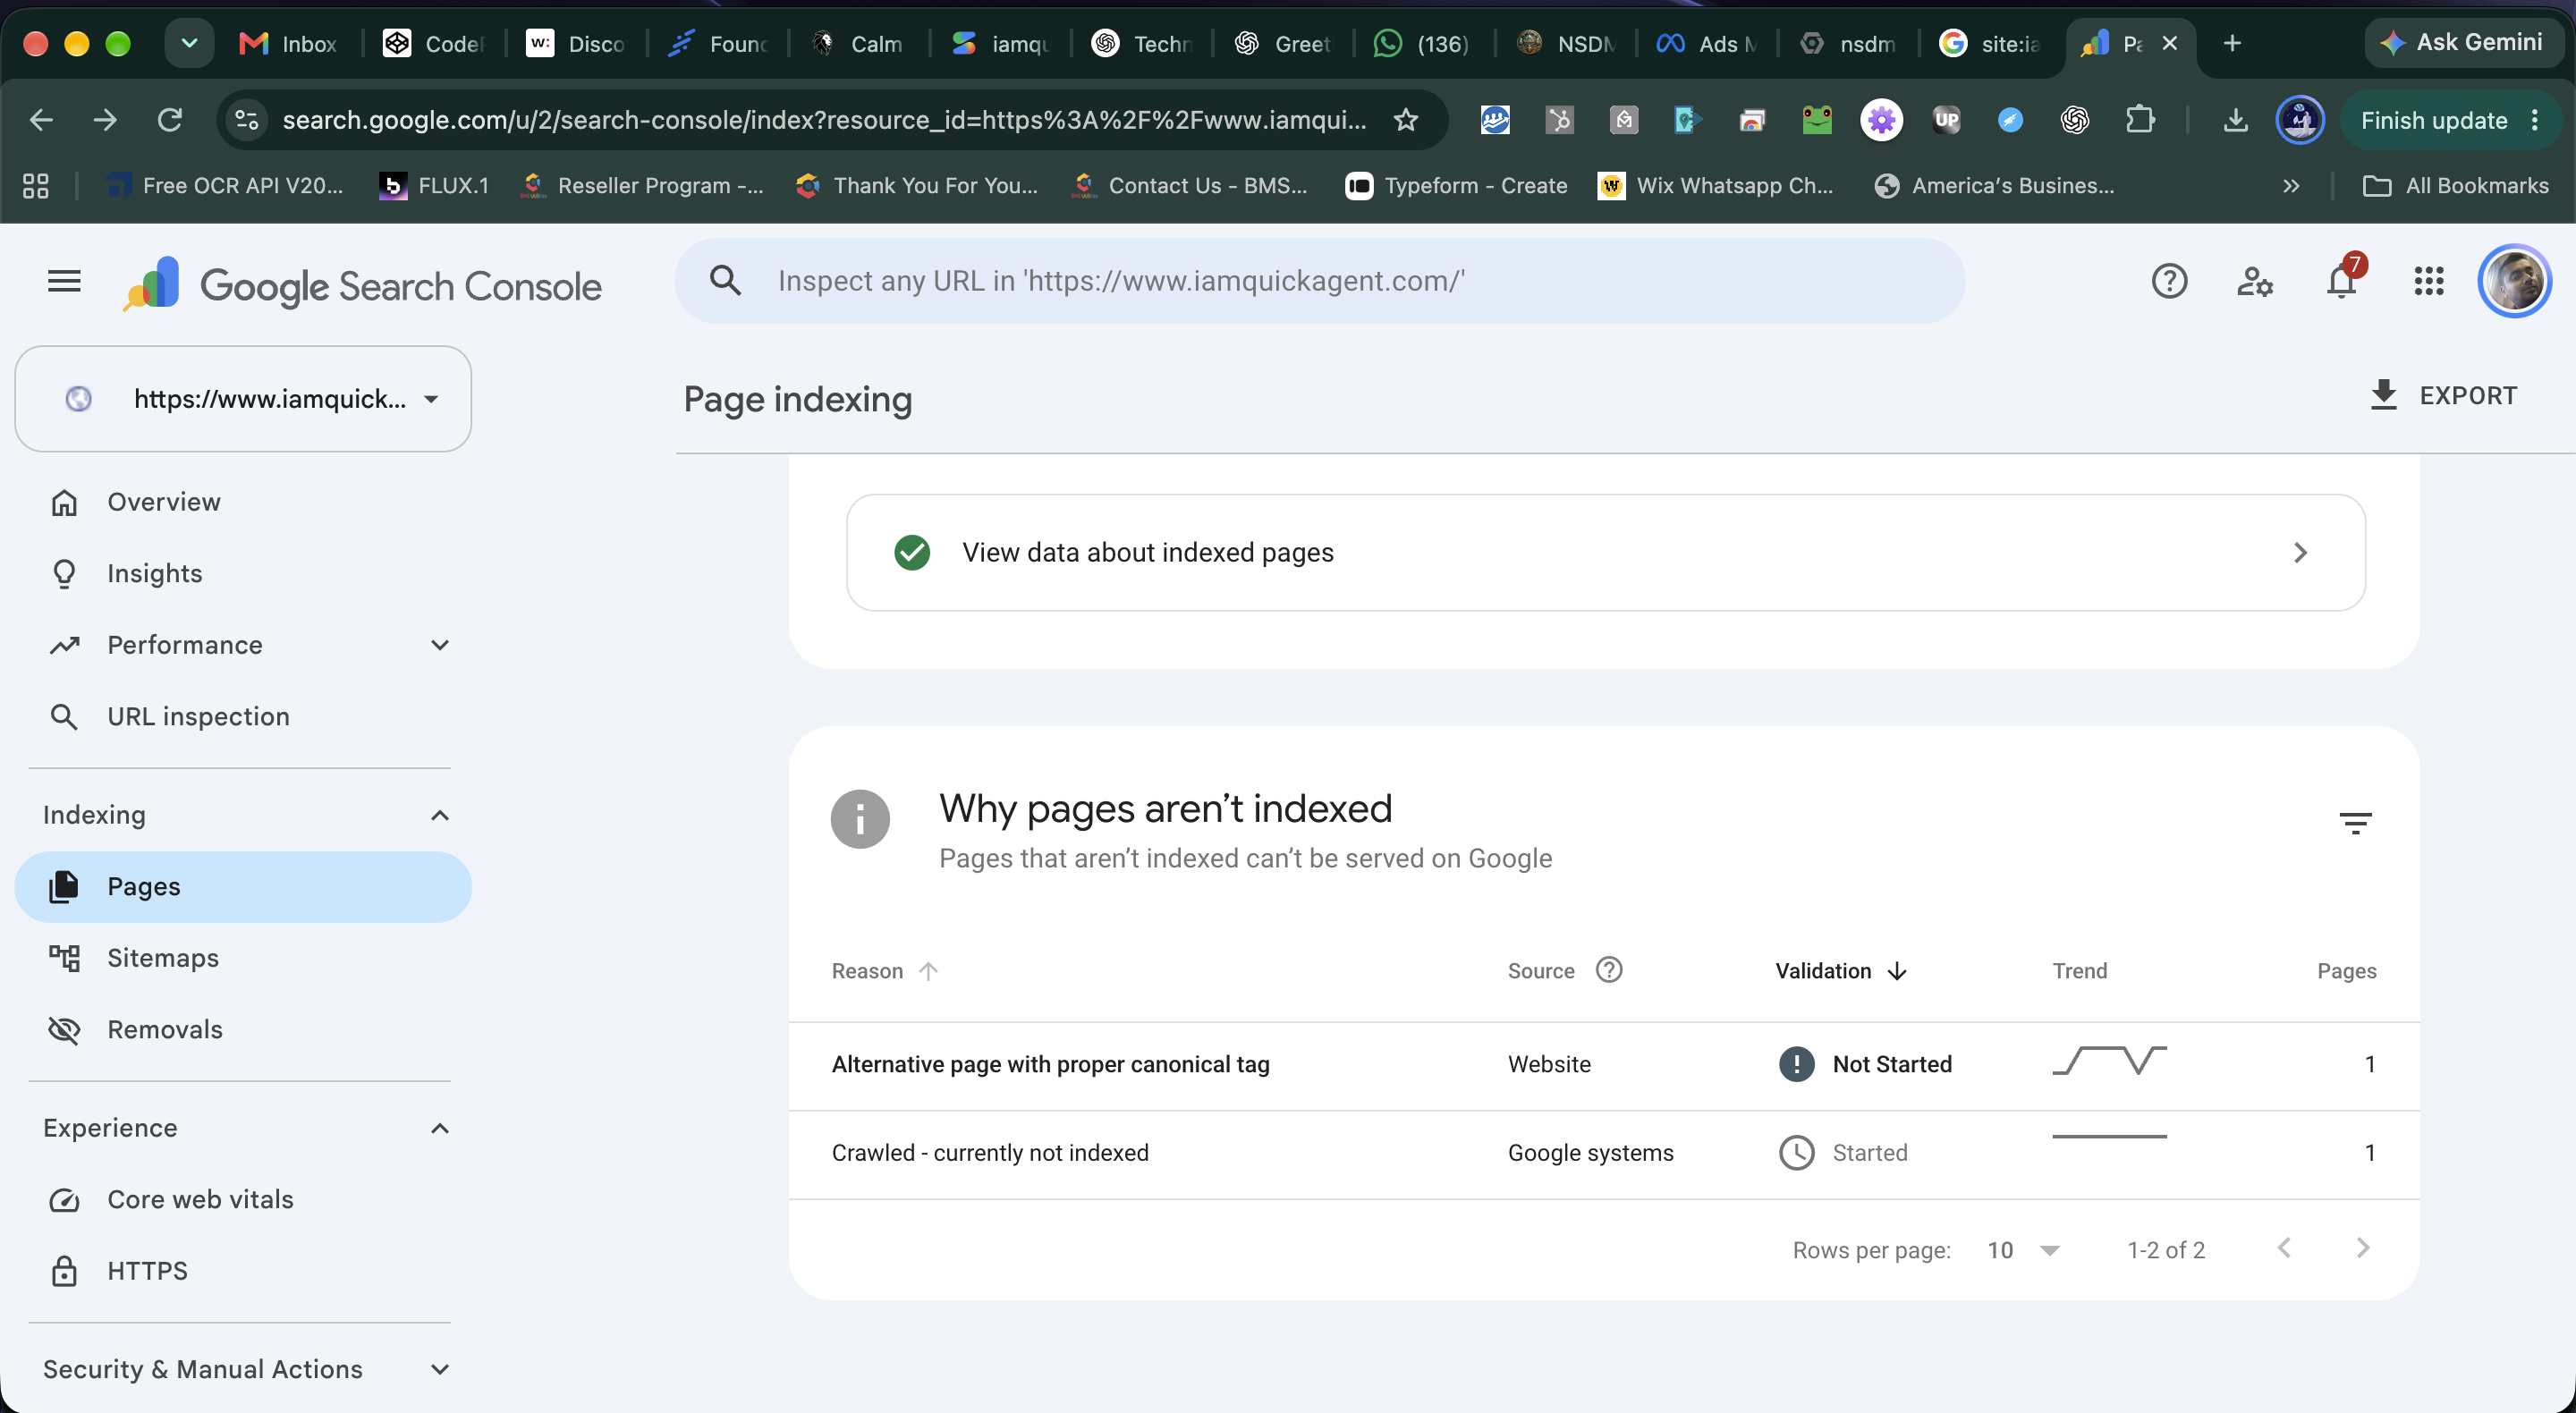 Inbox
CodeP
Disco
Found
Calm
iamqu
Techn
Greet
(136)
NSDM
Ads M
nsdm
site:ia
Pa
Ask Gemini
search.google.com/u/2/search-console/index?resource_id=https%3A%2F%2Fwww.iamqui...
UP
Finish update
Free OCR API V20...
FLUX.1
Reseller Program -...
Thank You For You...
Contact Us - BMS...
Typeform - Create
Wix Whatsapp Ch...
America's Busines...
All Bookmarks
Google Search Console
Inspect any URL in 'https://www.iamquickagent.com/'
7
https://www.iamquick...
Page indexing
EXPORT
Overview
Insights
Performance
URL inspection
Indexing
Pages
Sitemaps
Removals
Experience
Core web vitals
HTTPS
Security & Manual Actions
View data about indexed pages
Why pages aren't indexed
Pages that aren't indexed can't be served on Google
Reason Source Validation Trend Pages
Alternative page with proper canonical tag Website Not Started 1
Crawled - currently not indexed Google systems Started 1
Rows per page: 10 1-2 of 2